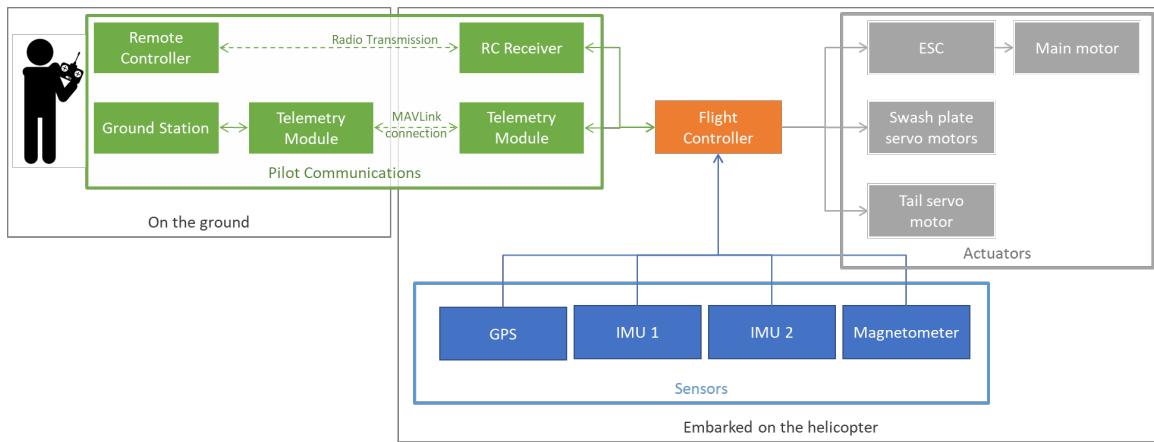 Remote
Controller
Radio Transmission
RC Receiver
ESC
Main motor
Ground Station
Telemetry
Module
MAVLink
connection
Telemetry
Module
Flight
Controller
Swash plate
servo motors
Pilot Communications
Tail servo
motor
On the ground
Actuators
GPS
IMU 1
IMU 2
Magnetometer
Sensors
Embarked on the helicopter